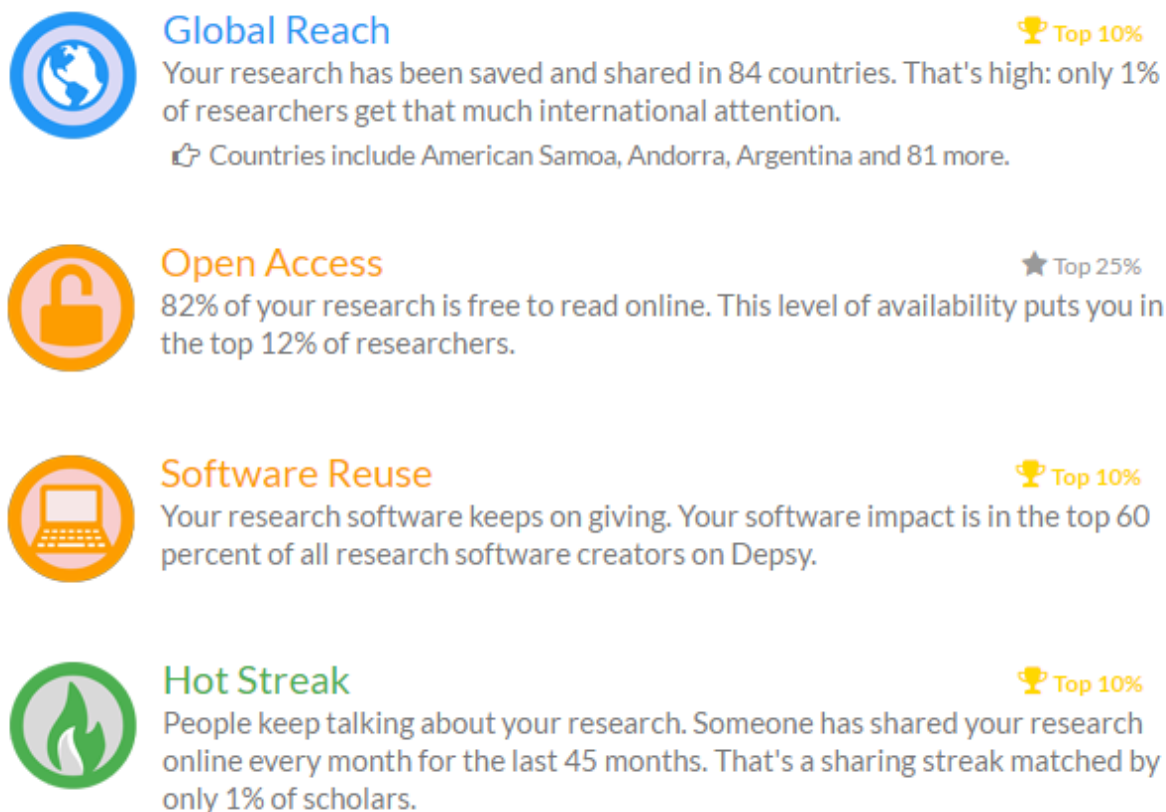 Global Reach
Top 10%
Your research has been saved and shared in 84 countries. That's high: only 1%
of researchers get that much international attention.
Countries include American Samoa, Andorra, Argentina and 81 more.
Open Access
Top 25%
82% of your research is free to read online. This level of availability puts you in
the top 12% of researchers.
Software Reuse
Top 10%
Your research software keeps on giving. Your software impact is in the top 60
percent of all research software creators on Depsy.
Hot Streak
Top 10%
People keep talking about your research. Someone has shared your research
online every month for the last 45 months. That's a sharing streak matched by
only 1% of scholars.